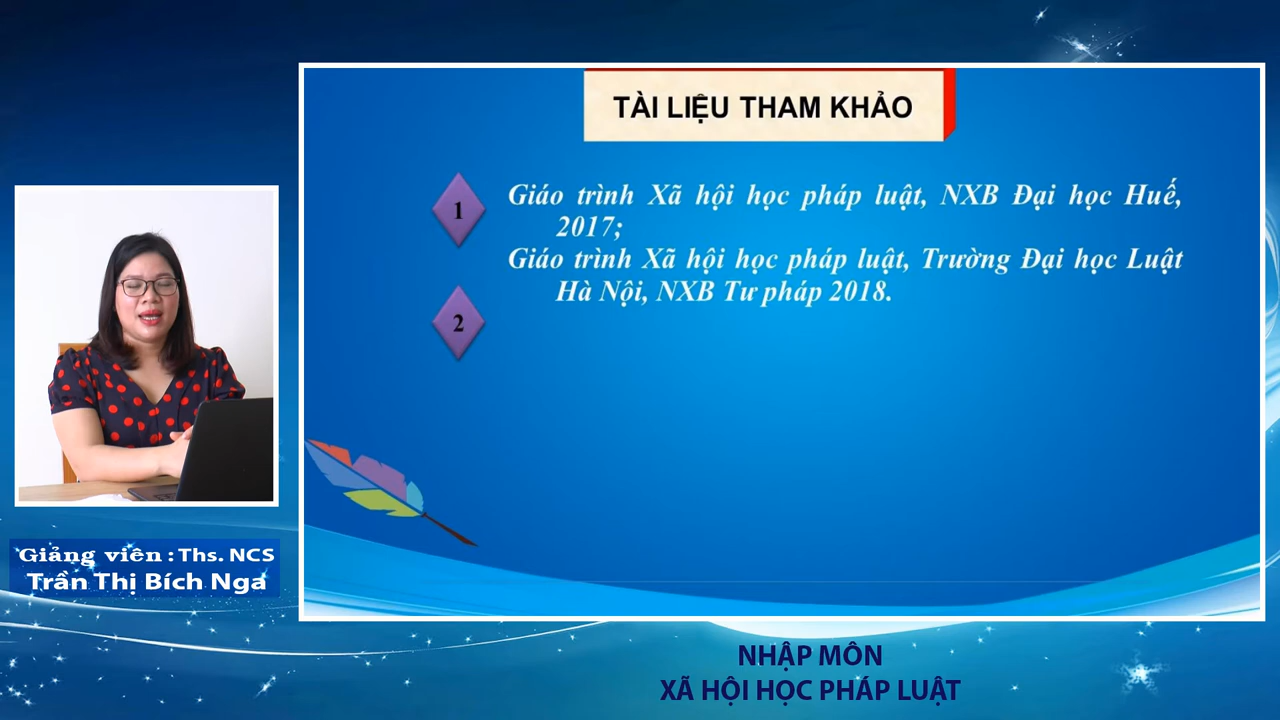 TÀI LIỆU THAM KHẢO
1
Giáo trình Xã hội học pháp luật, NXB Đại học Huế,
2017;
Giáo trình Xã hội học pháp luật, Trường Đại học Luật
Hà Nội, NXB Tư pháp 2018.
2
Giảng viên : Ths. NCS
Trần Thị Bích Nga
NHẬP MÔN
XÃ HỘI HỌC PHÁP LUẬT